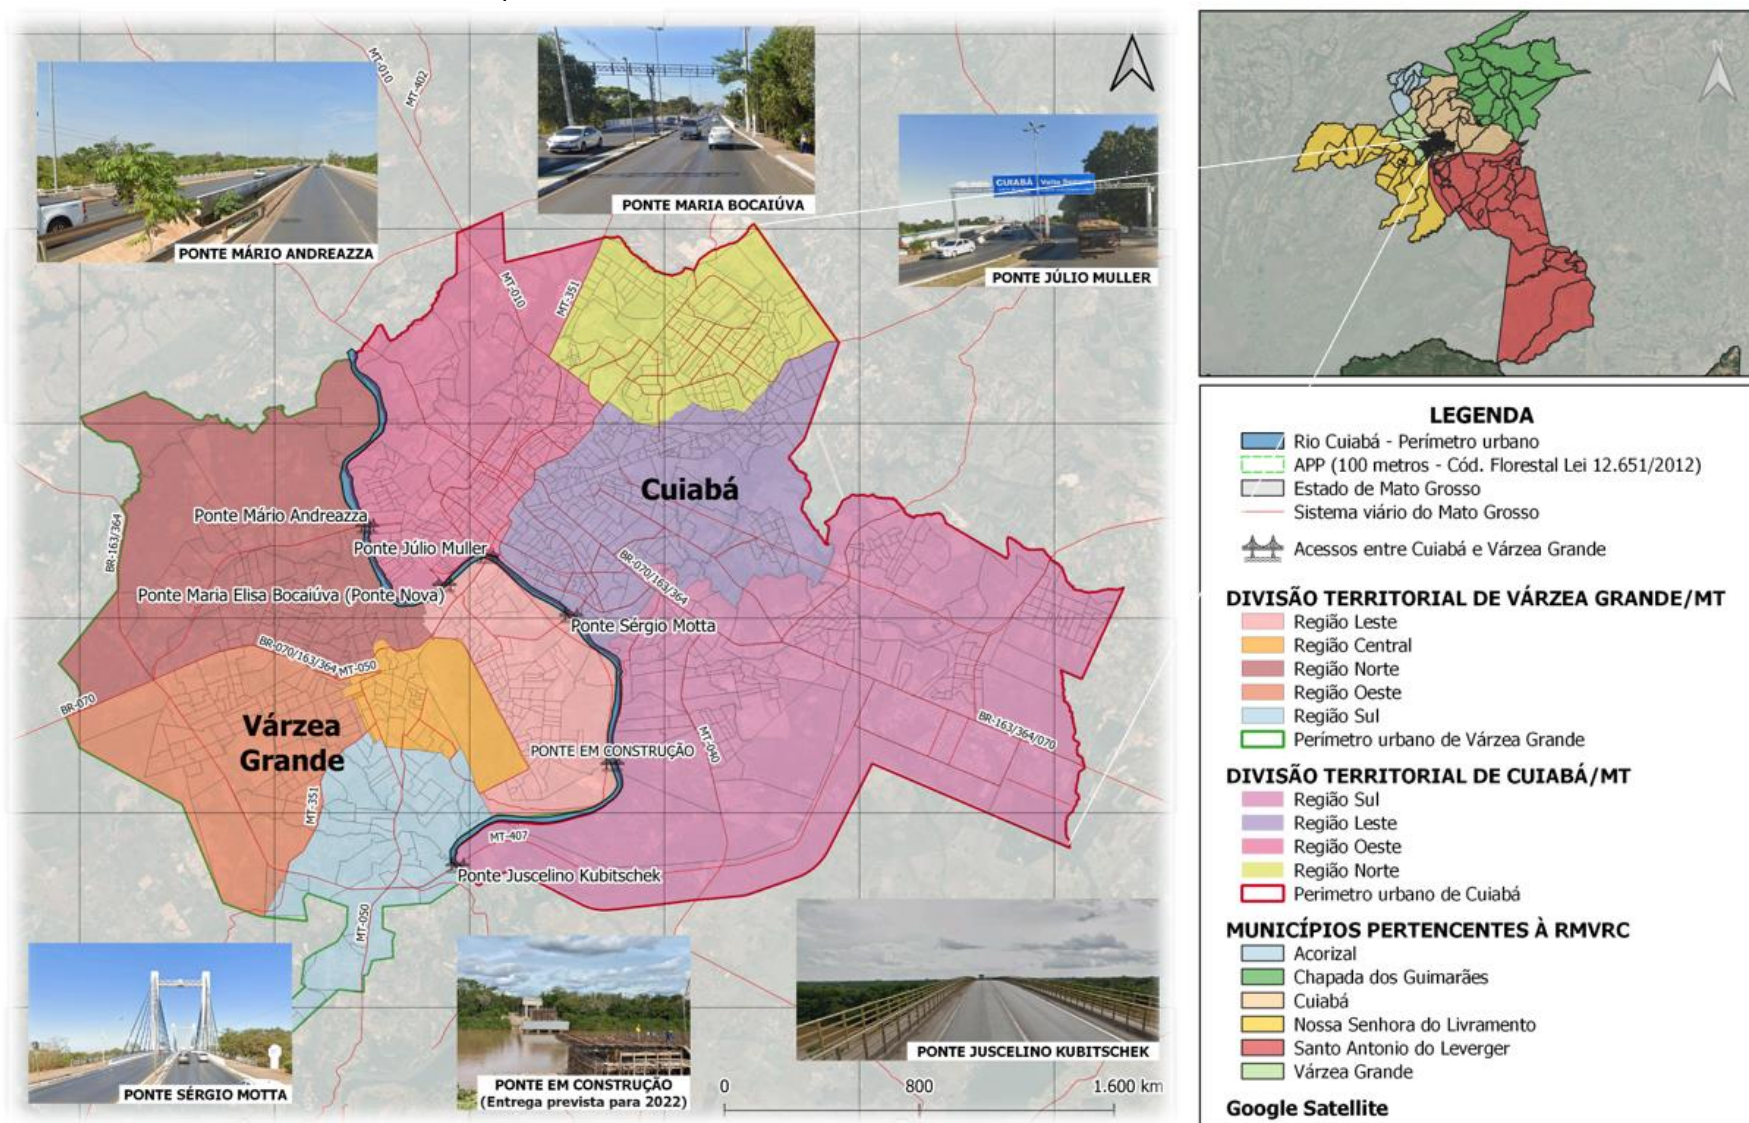 MT-010
MT-402
PONTE MÁRIO ANDREAZZA
PONTE MARIA BOCAIÚVA
CUIABÁ
PONTE JÚLIO MULLER
MT-010
MT-351
Cuiabá
BR-163/364
Ponte Mário Andreazza
Ponte Júlio Muller
BR-070/163/364
Ponte Maria Elisa Bocaiúva (Ponte Nova)
Ponte Sérgio Motta
BR-070/163/364
MT-050
BR-070
Várzea
Grande
PONTE EM CONSTRUÇÃO
MT-040
BR-163/364/070
MT-351
MT-407
Ponte Juscelino Kubitschek
MT-050
PONTE SÉRGIO MOTTA
PONTE EM CONSTRUÇÃO
(Entrega prevista para 2022)
PONTE JUSCELINO KUBITSCHEK
0 800 1.600 km
N
LEGENDA
Rio Cuiabá - Perímetro urbano
APP (100 metros - Cód. Florestal Lei 12.651/2012)
Estado de Mato Grosso
Sistema viário do Mato Grosso
Acessos entre Cuiabá e Várzea Grande
DIVISÃO TERRITORIAL DE VÁRZEA GRANDE/MT
Região Leste
Região Central
Região Norte
Região Oeste
Região Sul
Perímetro urbano de Várzea Grande
DIVISÃO TERRITORIAL DE CUIABÁ/MT
Região Sul
Região Leste
Região Oeste
Região Norte
Perimetro urbano de Cuiabá
MUNICÍPIOS PERTENCENTES À RMVRC
Acorizal
Chapada dos Guimarães
Cuiabá
Nossa Senhora do Livramento
Santo Antonio do Leverger
Várzea Grande
Google Satellite